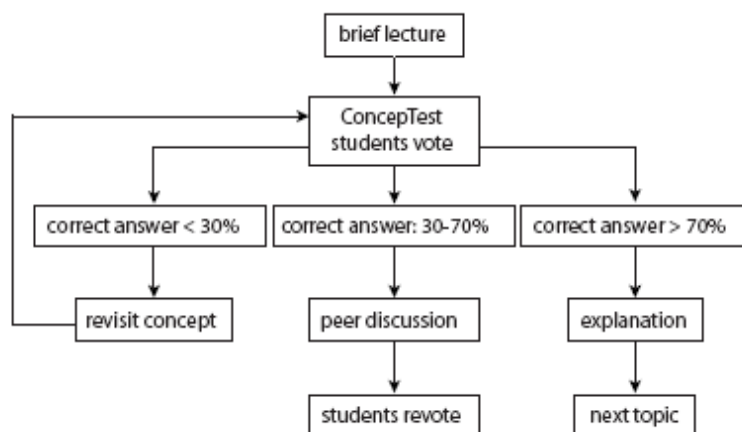 brief lecture
ConcepTest
students vote
correct answer < 30%
correct answer: 30-70%
correct answer > 70%
revisit concept
peer discussion
explanation
students revote
next topic